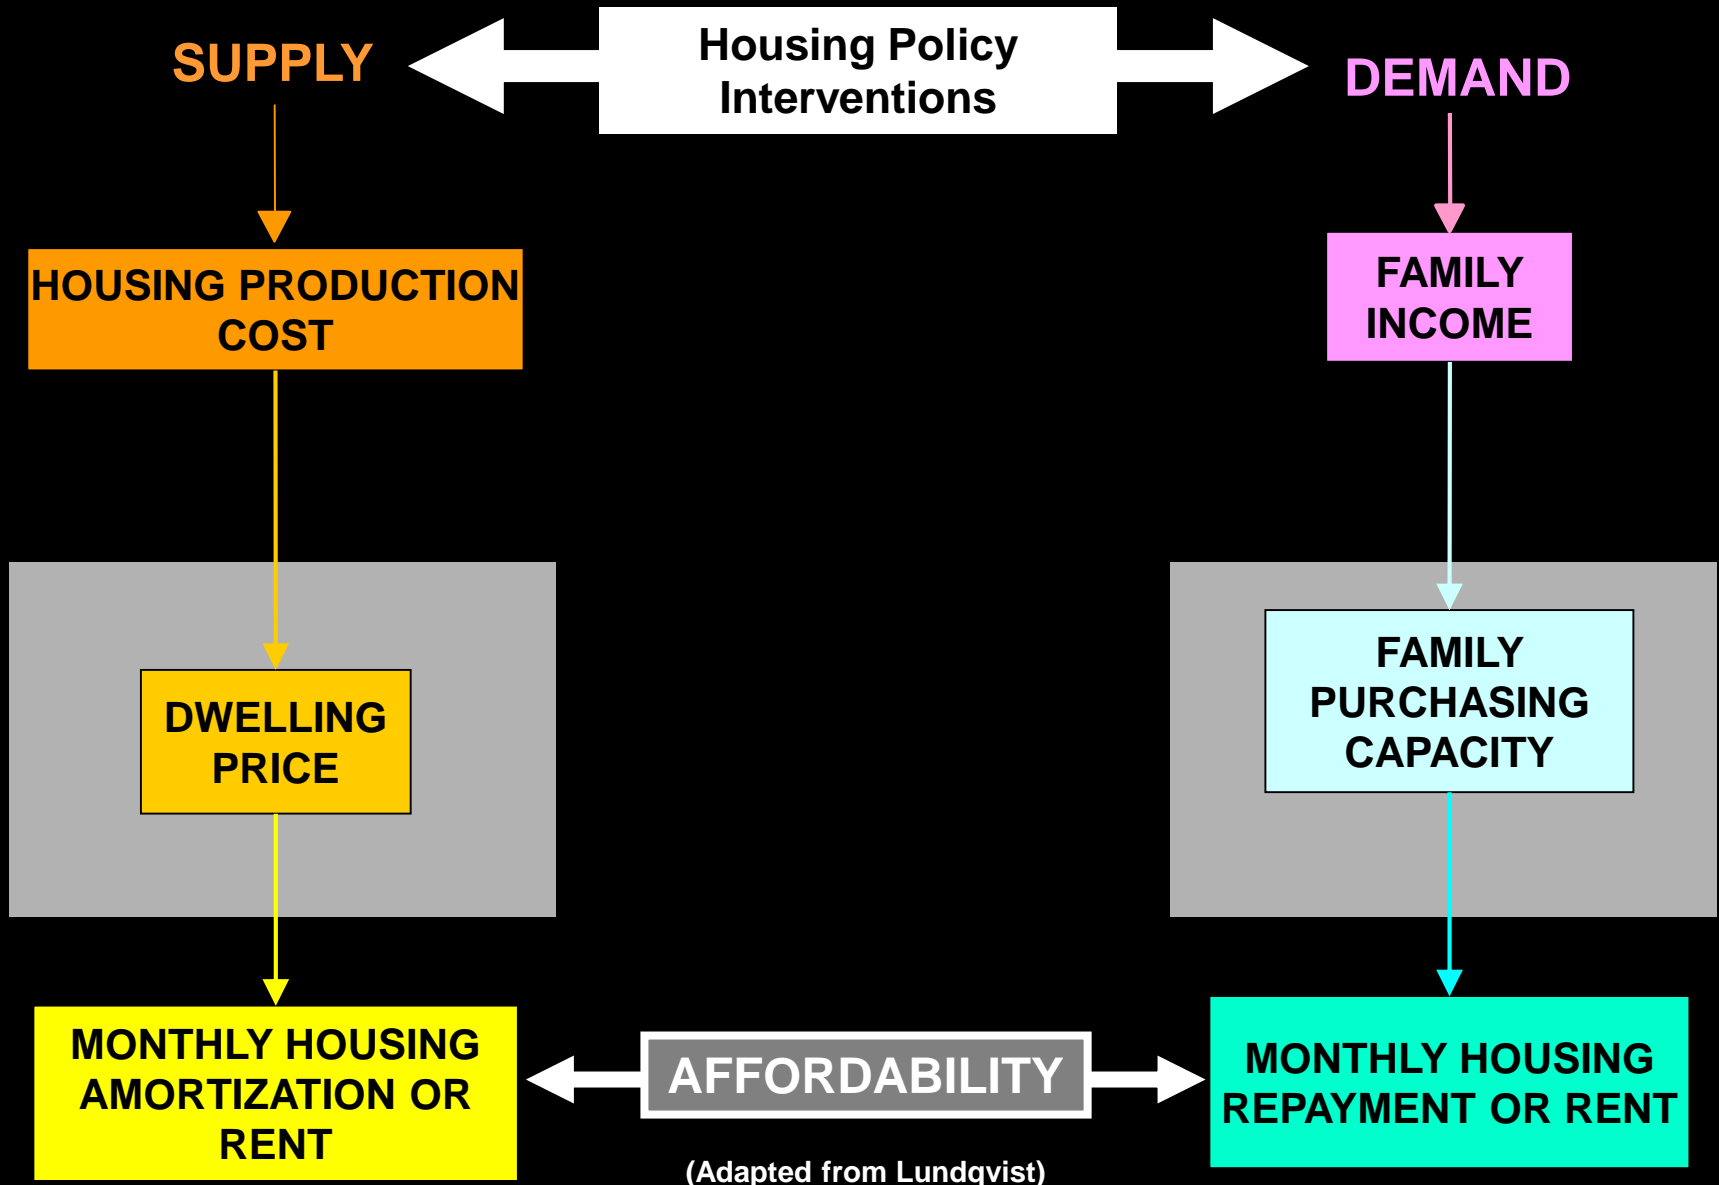 SUPPLY
Housing Policy
Interventions
DEMAND
HOUSING PRODUCTION
COST
FAMILY
INCOME
DWELLING
PRICE
FAMILY
PURCHASING
CAPACITY
MONTHLY HOUSING
AMORTIZATION OR
RENT
AFFORDABILITY
MONTHLY HOUSING
REPAYMENT OR RENT
(Adapted from Lundqvist)